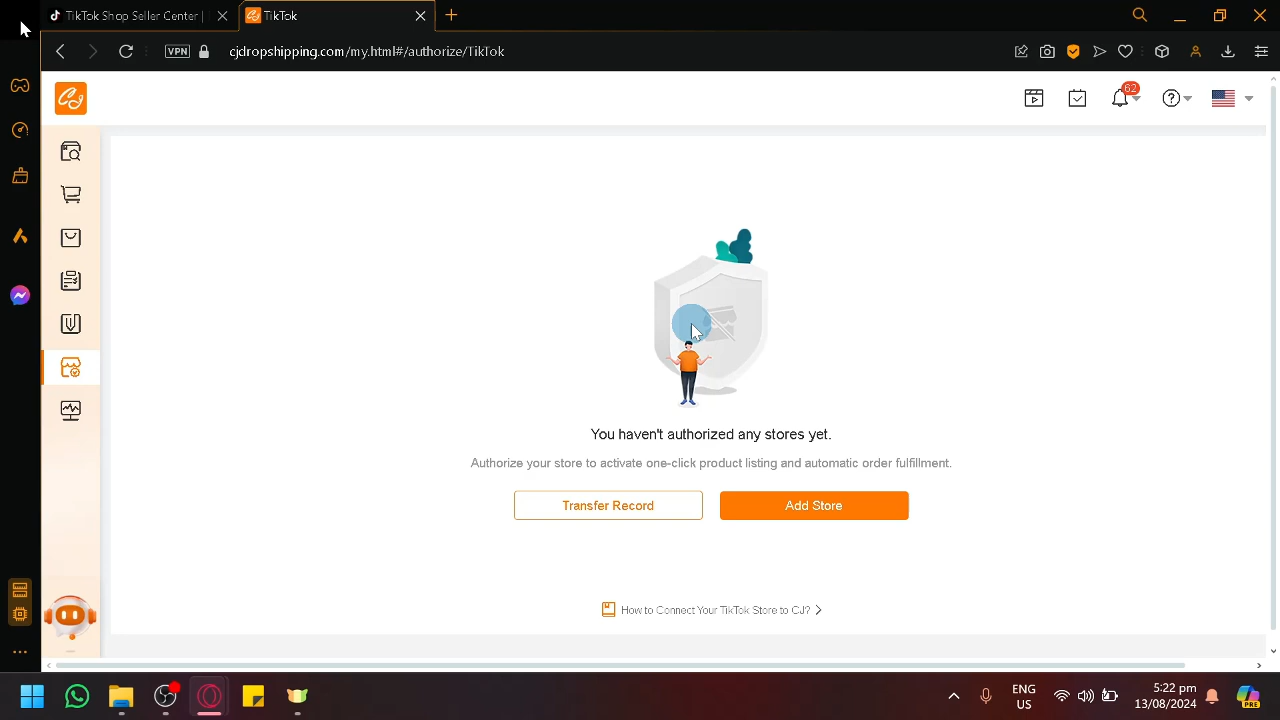 TikTok Shop Seller Center |
TikTok
VPN
cjdropshipping.com/my.html#/authorize/TikTok
CJ
62
You haven't authorized any stores yet.
Authorize your store to activate one-click product listing and automatic order fulfillment.
Transfer Record
Add Store
How to Connect Your TikTok Store to CJ?
ENG
US
5:22 pm
13/08/2024
PRE